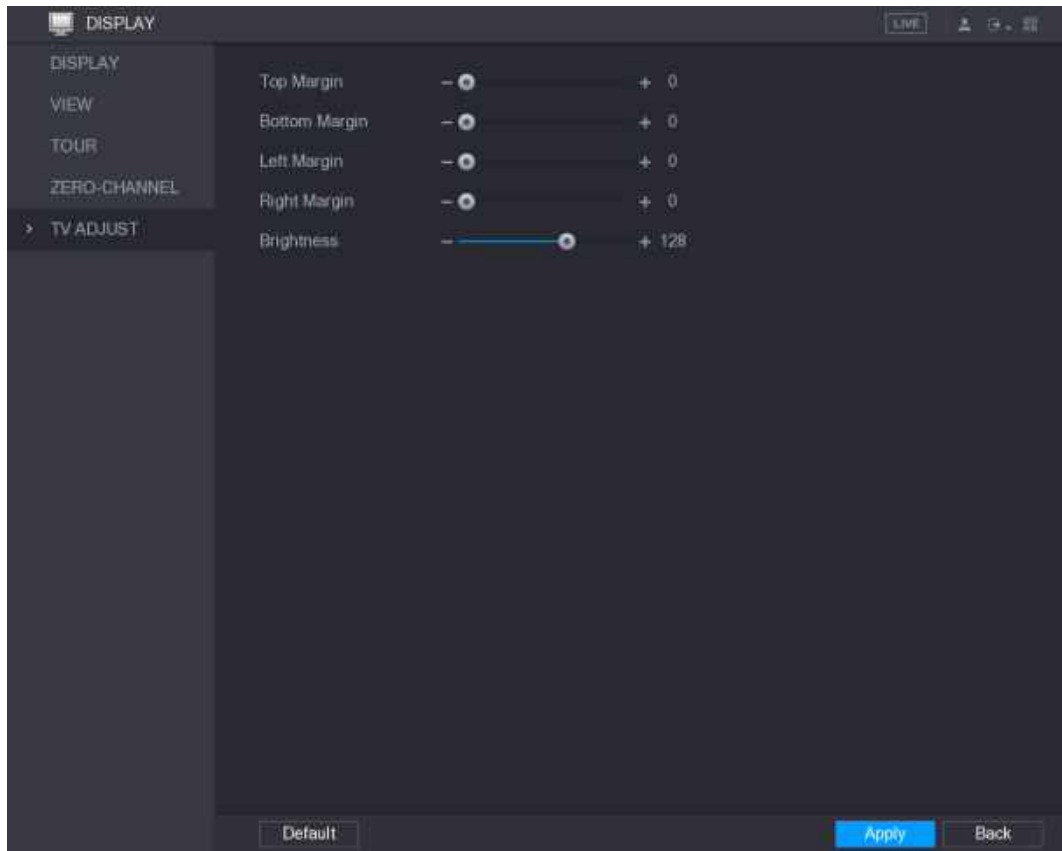 DISPLAY
LIVE
DISPLAY
VIEW
TOUR
ZERO-CHANNEL
> TV ADJUST
Top Margin - + 0
Bottom Margin - + 0
Left Margin - + 0
Right Margin - + 0
Brightness - + 128
Default
Apply
Back